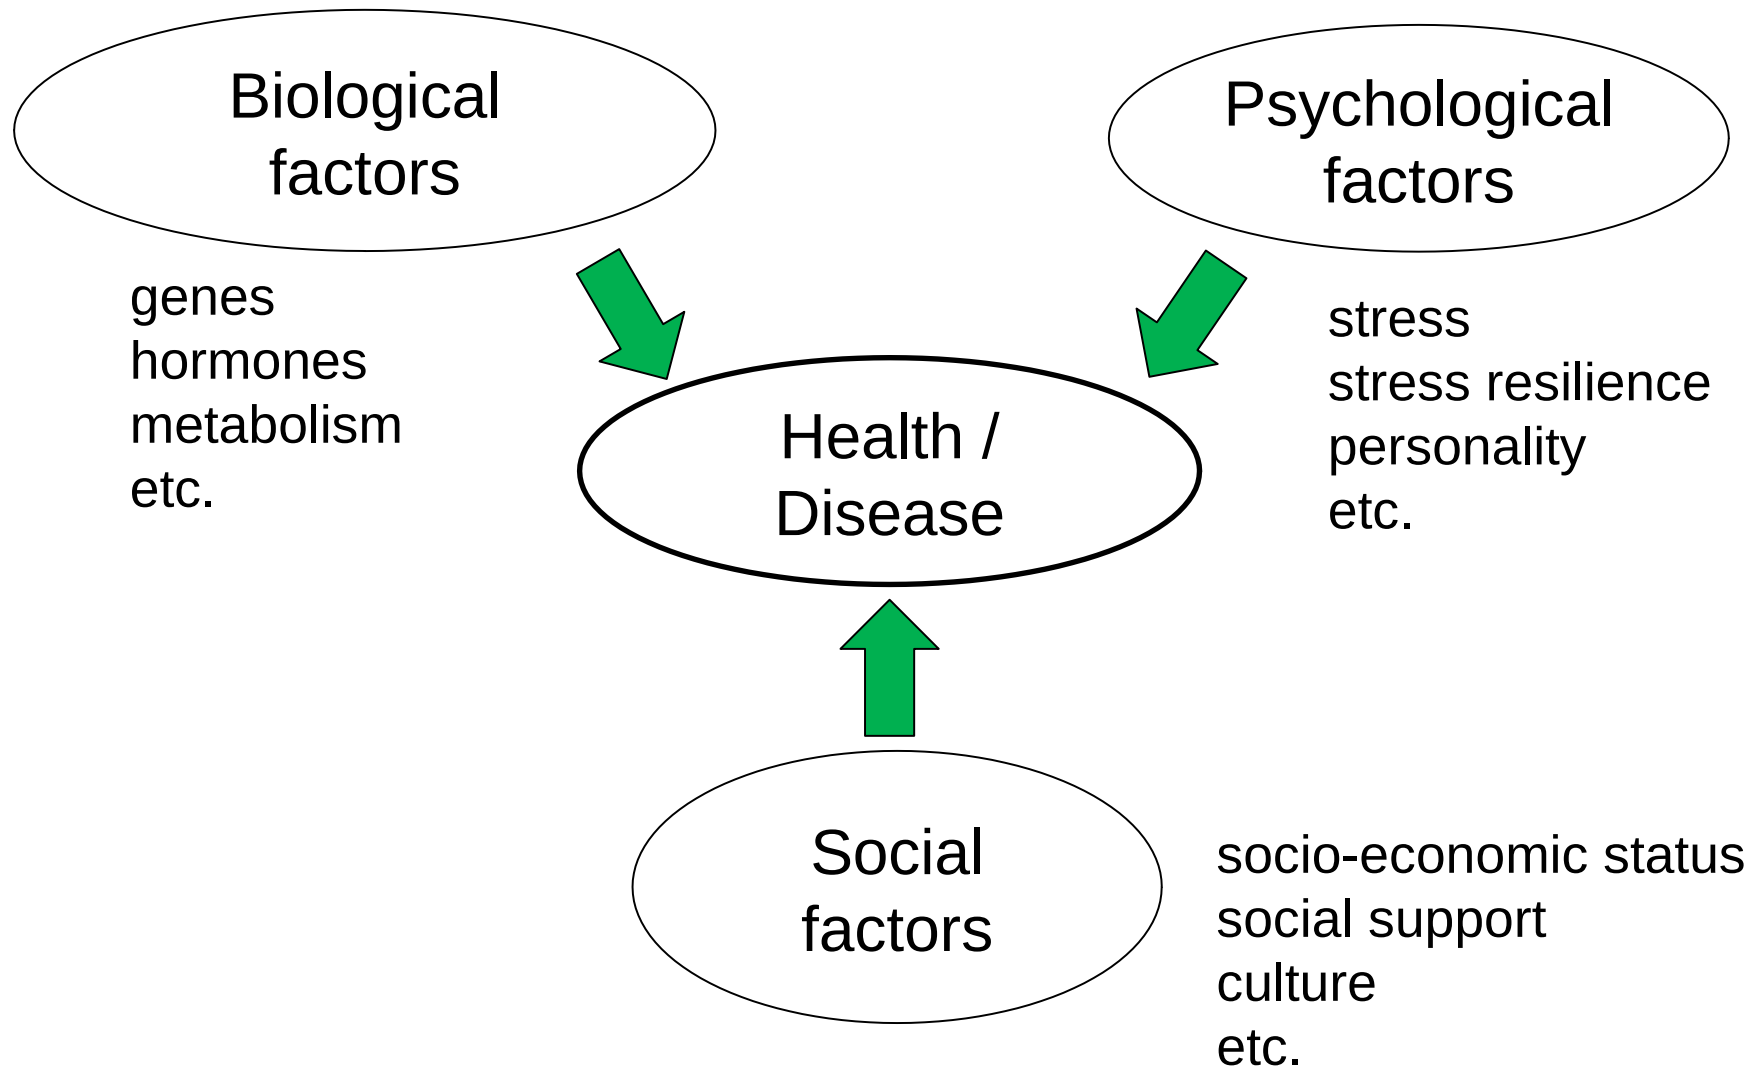 Biological
factors
genes
hormones
metabolism
etc.
Psychological
factors
stress
stress resilience
personality
etc.
Health /
Disease
Social
factors
socio-economic status
social support
culture
etc.